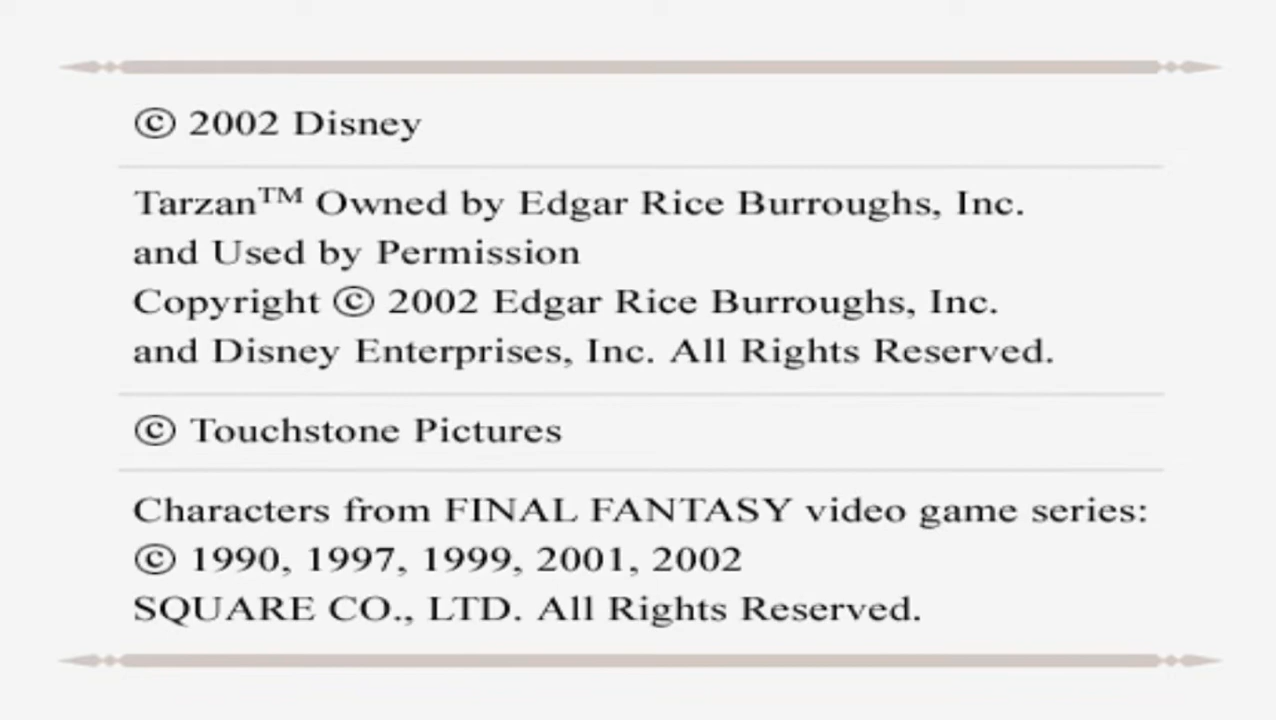 © 2002 Disney
Tarzan™ Owned by Edgar Rice Burroughs, Inc.
and Used by Permission
Copyright © 2002 Edgar Rice Burroughs, Inc.
and Disney Enterprises, Inc. All Rights Reserved.
© Touchstone Pictures
Characters from FINAL FANTASY video game series:
© 1990, 1997, 1999, 2001, 2002
SQUARE CO., LTD. All Rights Reserved.